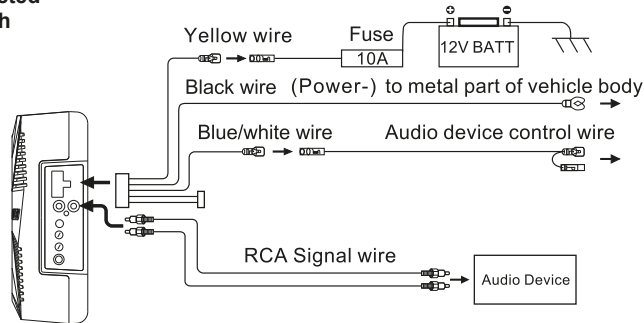 h
Yellow wire
Fuse
10A
12V BATT
Black wire (Power-) to metal part of vehicle body
Blue/white wire
Audio device control wire
RCA Signal wire
Audio Device